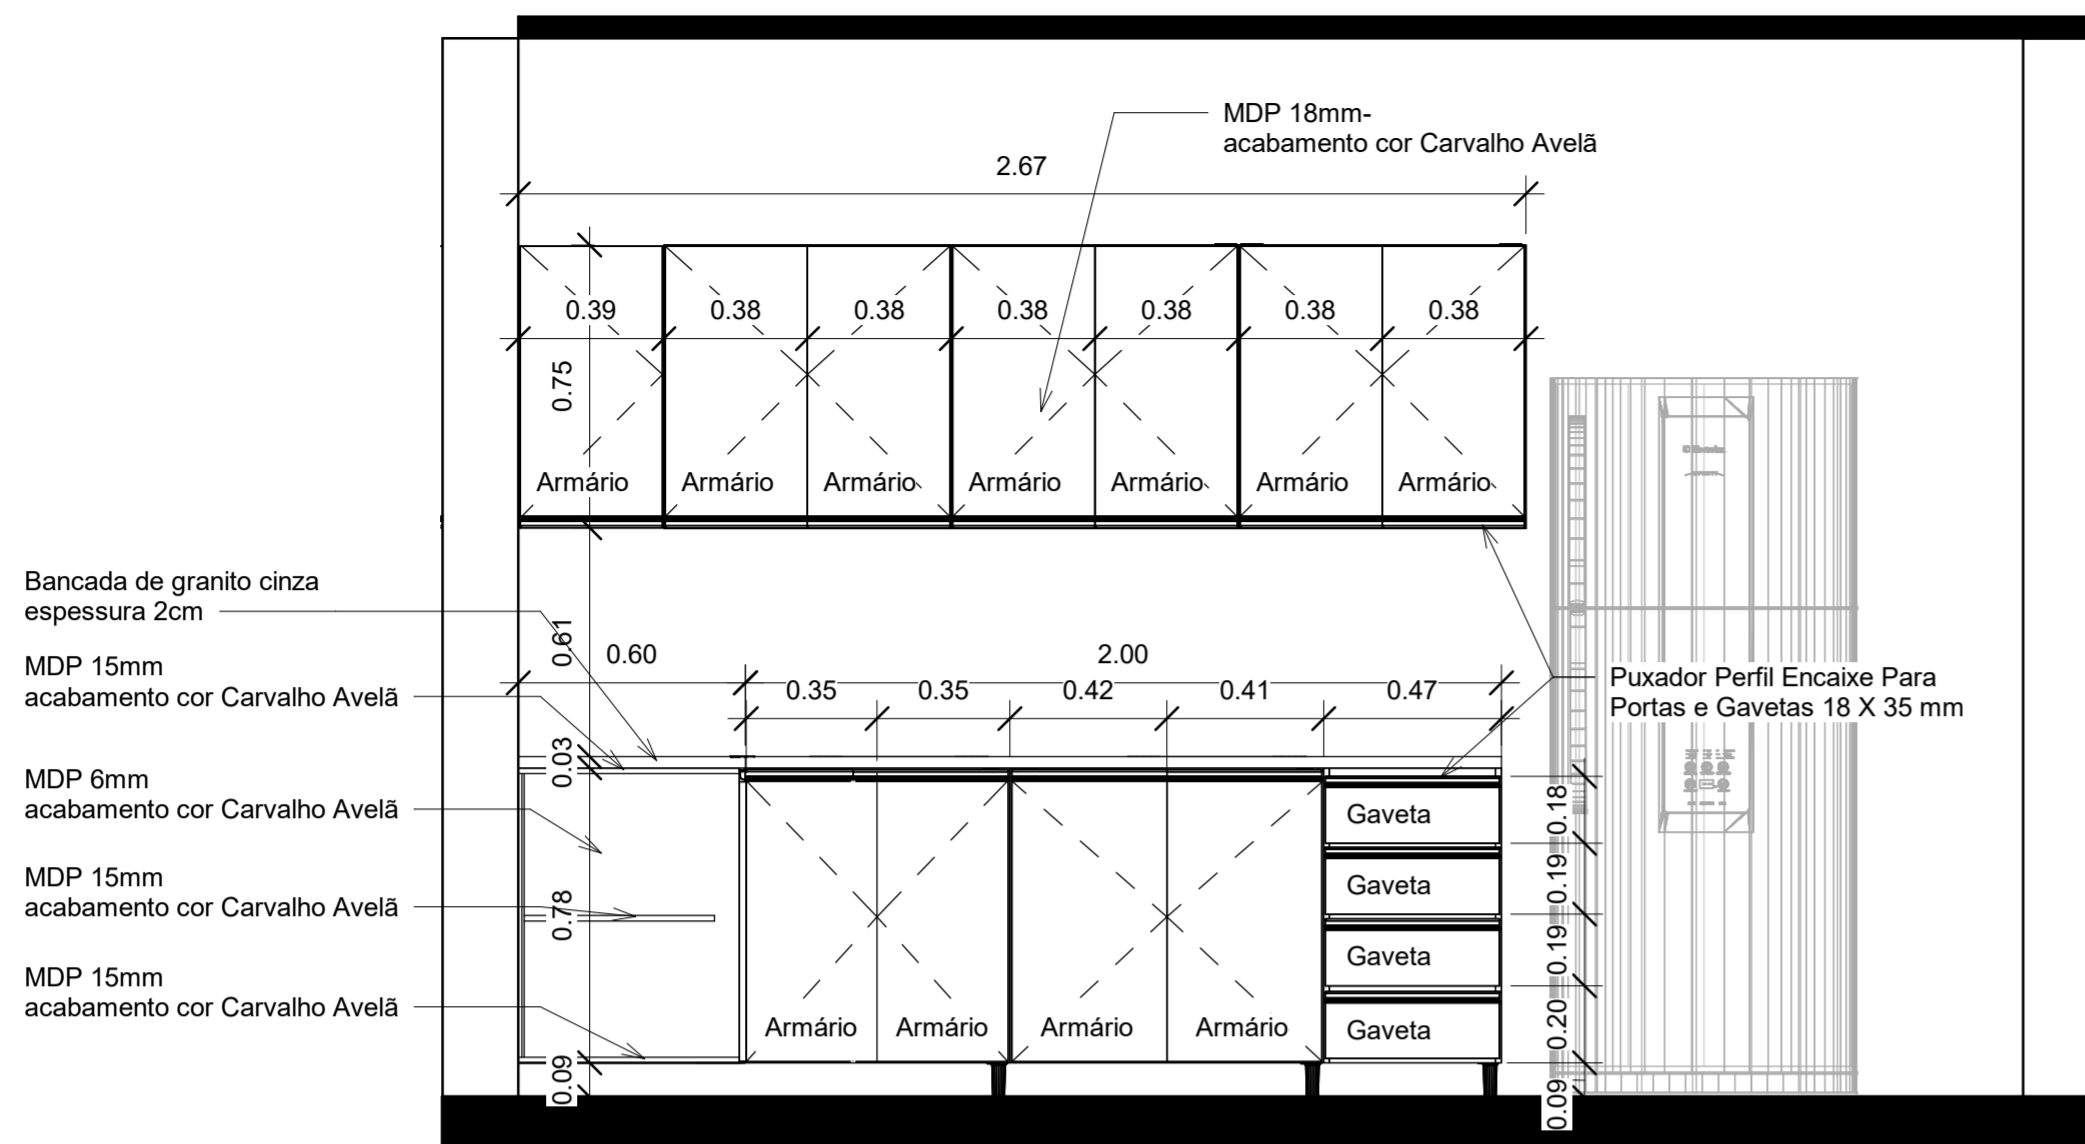 MDP 18mm-
acabamento cor Carvalho Avelã
2.67
0.39 0.38 0.38 0.38 0.38 0.38 0.38
0.75
Armário Armário Armário Armário Armário Armário Armário
Bancada de granito cinza
espessura 2cm
0.61
0.60 2.00
MDP 15mm
acabamento cor Carvalho Avelã
0.35 0.35 0.42 0.41 0.47
Puxador Perfil Encaixe Para
Portas e Gavetas 18 X 35 mm
0.03
MDP 6mm
acabamento cor Carvalho Avelã
Gaveta
0.18
MDP 15mm
acabamento cor Carvalho Avelã
0.78
Gaveta
0.19
Gaveta
0.19
MDP 15mm
acabamento cor Carvalho Avelã
Armário Armário Armário Armário
Gaveta
0.20
0.09
0.09